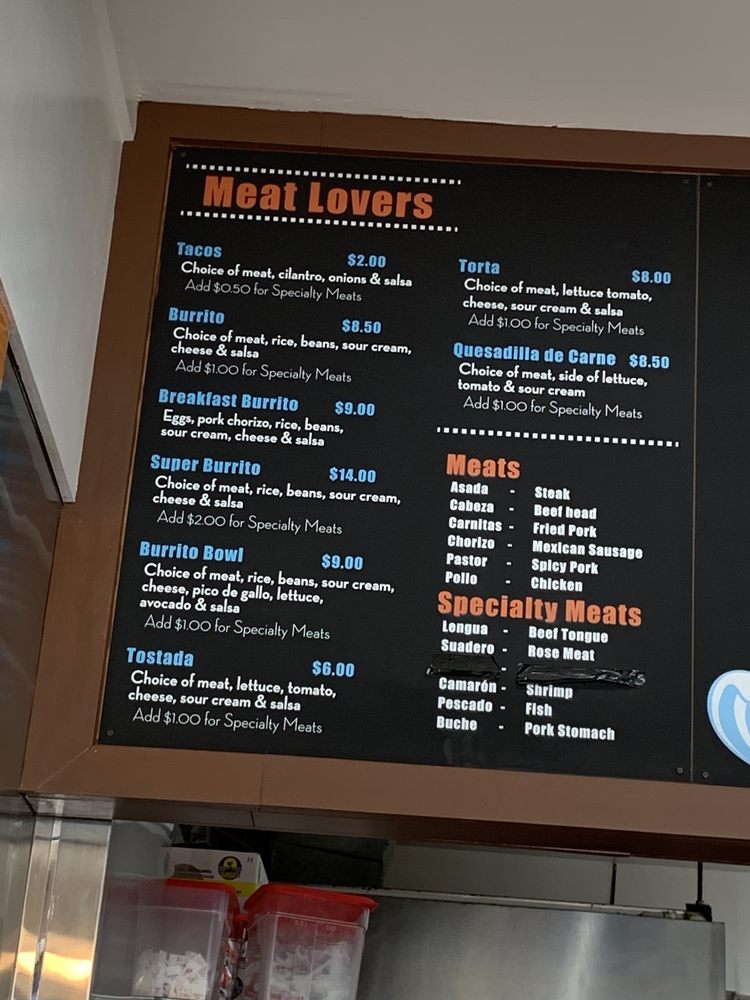 Meat Lovers
Tacos $2.00
Choice of meat, cilantro, onions & salsa
Add $0.50 for Specialty Meats
Burrito $8.50
Choice of meat, rice, beans, sour cream,
cheese & salsa
Add $1.00 for Specialty Meats
Breakfast Burrito $9.00
Eggs, pork chorizo, rice, beans,
sour cream, cheese & salsa
Super Burrito $14.00
Choice of meat, rice, beans, sour cream,
cheese & salsa
Add $2.00 for Specialty Meats
Burrito Bowl $9.00
Choice of meat, rice, beans, sour cream,
cheese, pico de gallo, lettuce,
avocado & salsa
Add $1.00 for Specialty Meats
Tostada $6.00
Choice of meat, lettuce, tomato,
cheese, sour cream & salsa
Add $1.00 for Specialty Meats
Torta $8.00
Choice of meat, lettuce tomato,
cheese, sour cream & salsa
Add $1.00 for Specialty Meats
Quesadilla de Carne $8.50
Choice of meat, side of lettuce,
tomato & sour cream
Add $1.00 for Specialty Meats
Meats
Asada - Steak
Cabeza - Beef head
Carnitas - Fried Pork
Chorizo - Mexican Sausage
Pastor - Spicy Pork
Pollo - Chicken
Specialty Meats
Lengua - Beef Tongue
Suadero - Rose Meat
-
Camarón - Shrimp
Pescado - Fish
Buche - Pork Stomach